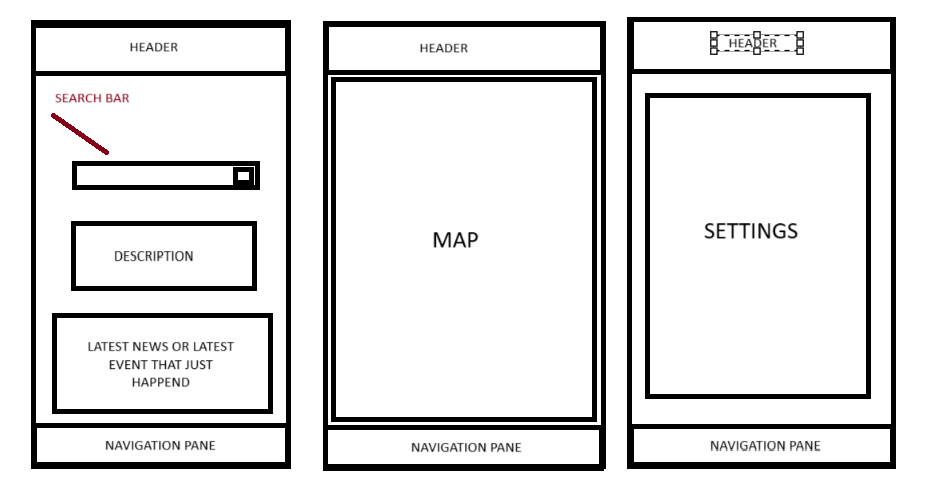 HEADER
SEARCH BAR
DESCRIPTION
LATEST NEWS OR LATEST
EVENT THAT JUST
HAPPEND
NAVIGATION PANE
HEADER
MAP
NAVIGATION PANE
HEADER
SETTINGS
NAVIGATION PANE